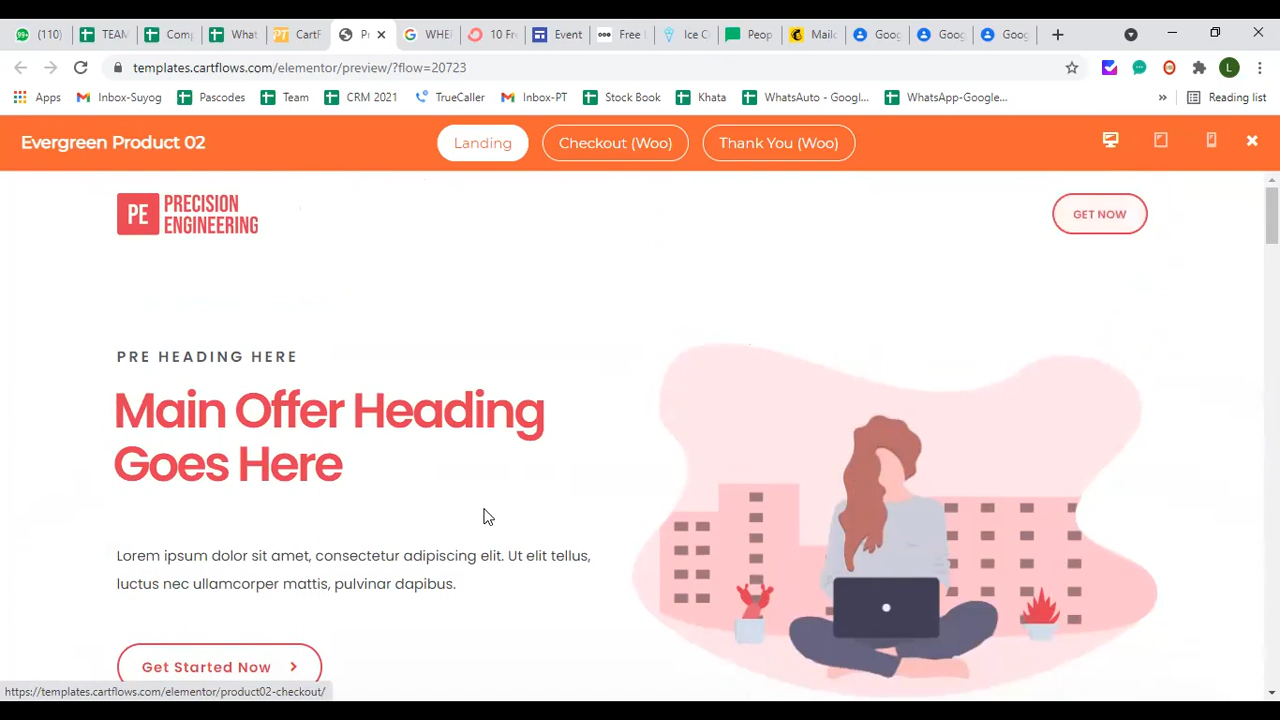 (110)
TEAM
Comp
What
CartF
Pr
WHEF
10 Fr
Event
Free
Ice C
Peop
Mailc
Goog
Goog
Goog
templates.cartflows.com/elementor/preview/?flow=20723
L
Apps
Inbox-Suyog
Pascodes
Team
CRM 2021
TrueCaller
Inbox-PT
Stock Book
Khata
WhatsAuto - Googl...
WhatsApp-Google...
Reading list
Evergreen Product 02
Landing
Checkout (Woo)
Thank You (Woo)
PE
PRECISION
ENGINEERING
GET NOW
PRE HEADING HERE
Main Offer Heading
Goes Here
Lorem ipsum dolor sit amet, consectetur adipiscing elit. Ut elit tellus,
luctus nec ullamcorper mattis, pulvinar dapibus.
Get Started Now
https://templates.cartflows.com/elementor/product02-checkout/